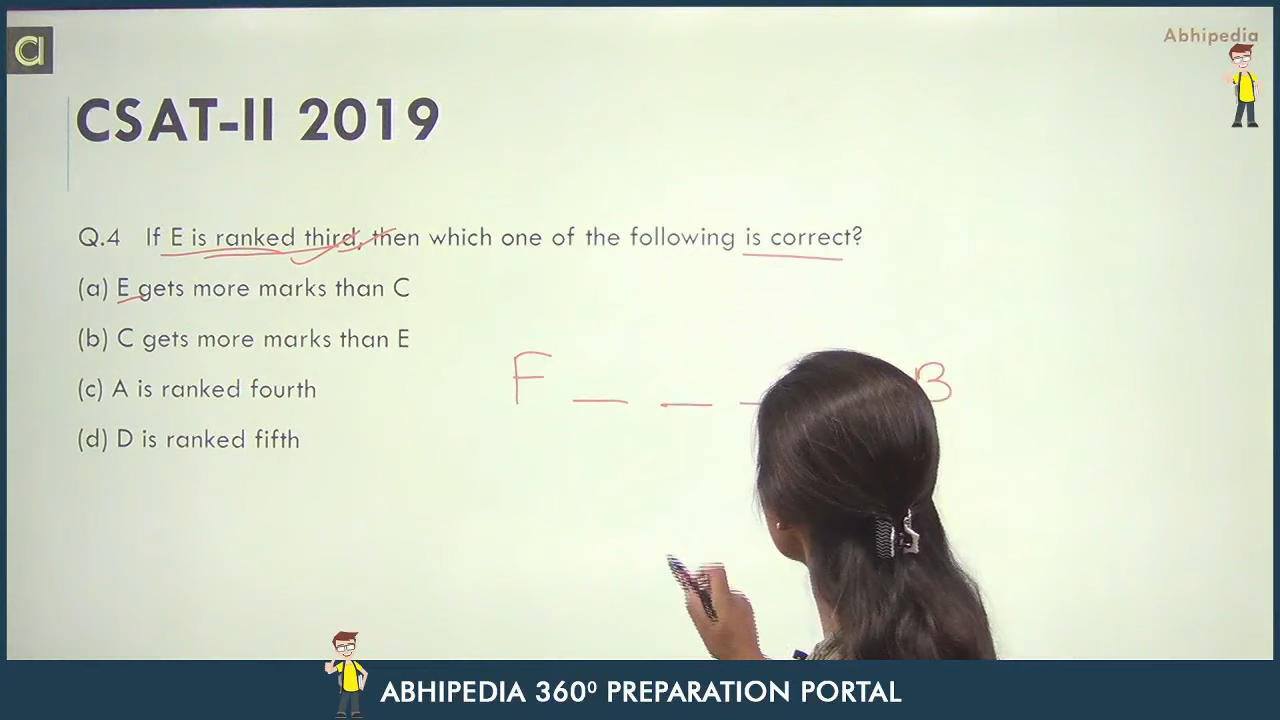 a
Abhipedia
CSAT-II 2019
Q.4 If E is ranked third, then which one of the following is correct?
(a) E gets more marks than C
(b) C gets more marks than E
(c) A is ranked fourth
(d) D is ranked fifth
F _ _ _ B
ABHIPEDIA 360⁰ PREPARATION PORTAL